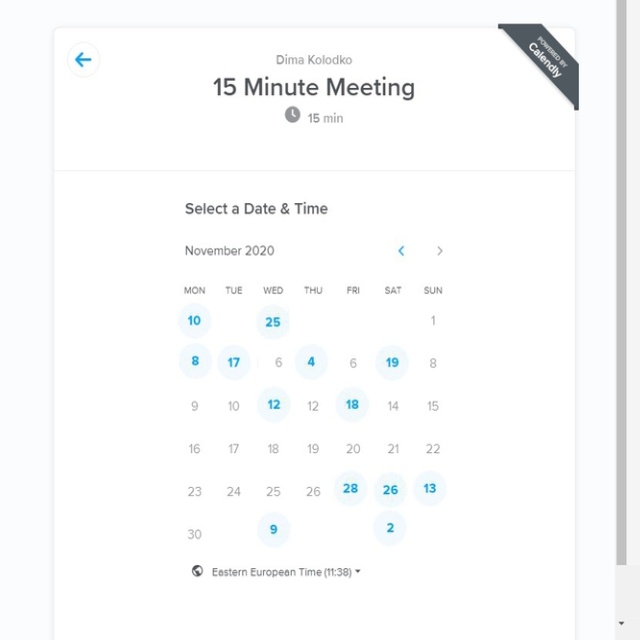 POWERED BY
Calendly
Dima Kolodko
15 Minute Meeting
15 min
Select a Date & Time
November 2020
MON TUE WED THU FRI SAT SUN
10 25 1
8 17 6 4 6 19 8
9 10 12 12 18 14 15
16 17 18 19 20 21 22
23 24 25 26 28 26 13
30 9 2
Eastern European Time (11:38)